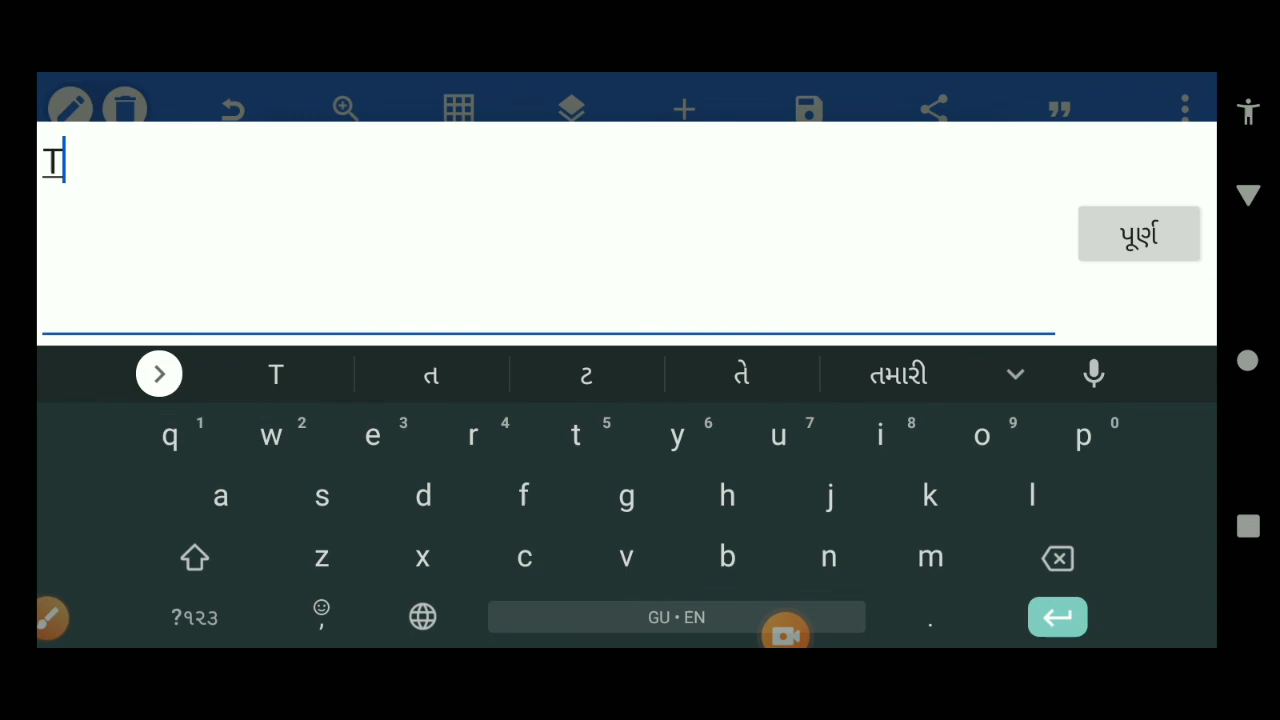 T
પૂર્ણ
T ત ટ તે તમારી
q 1 w 2 e 3 r 4 t 5 y 6 u 7 i 8 o 9 p 0
a s d f g h j k l
z x c v b n m
?૧૨૩ , GU • EN .